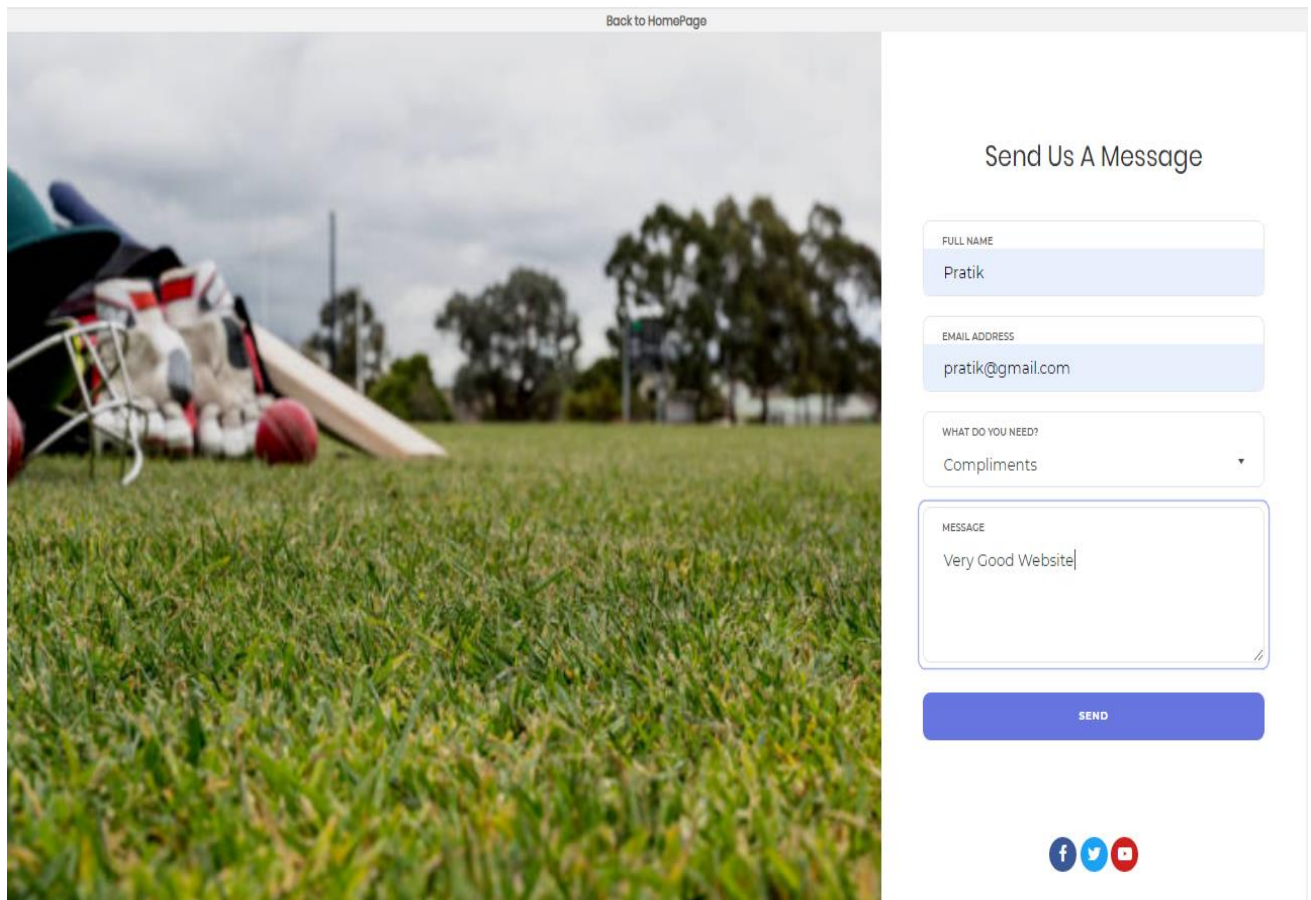 Back to HomePage
Send Us A Message
FULL NAME
Pratik
EMAIL ADDRESS
pratik@gmail.com
WHAT DO YOU NEED?
Compliments
MESSAGE
Very Good Website
SEND